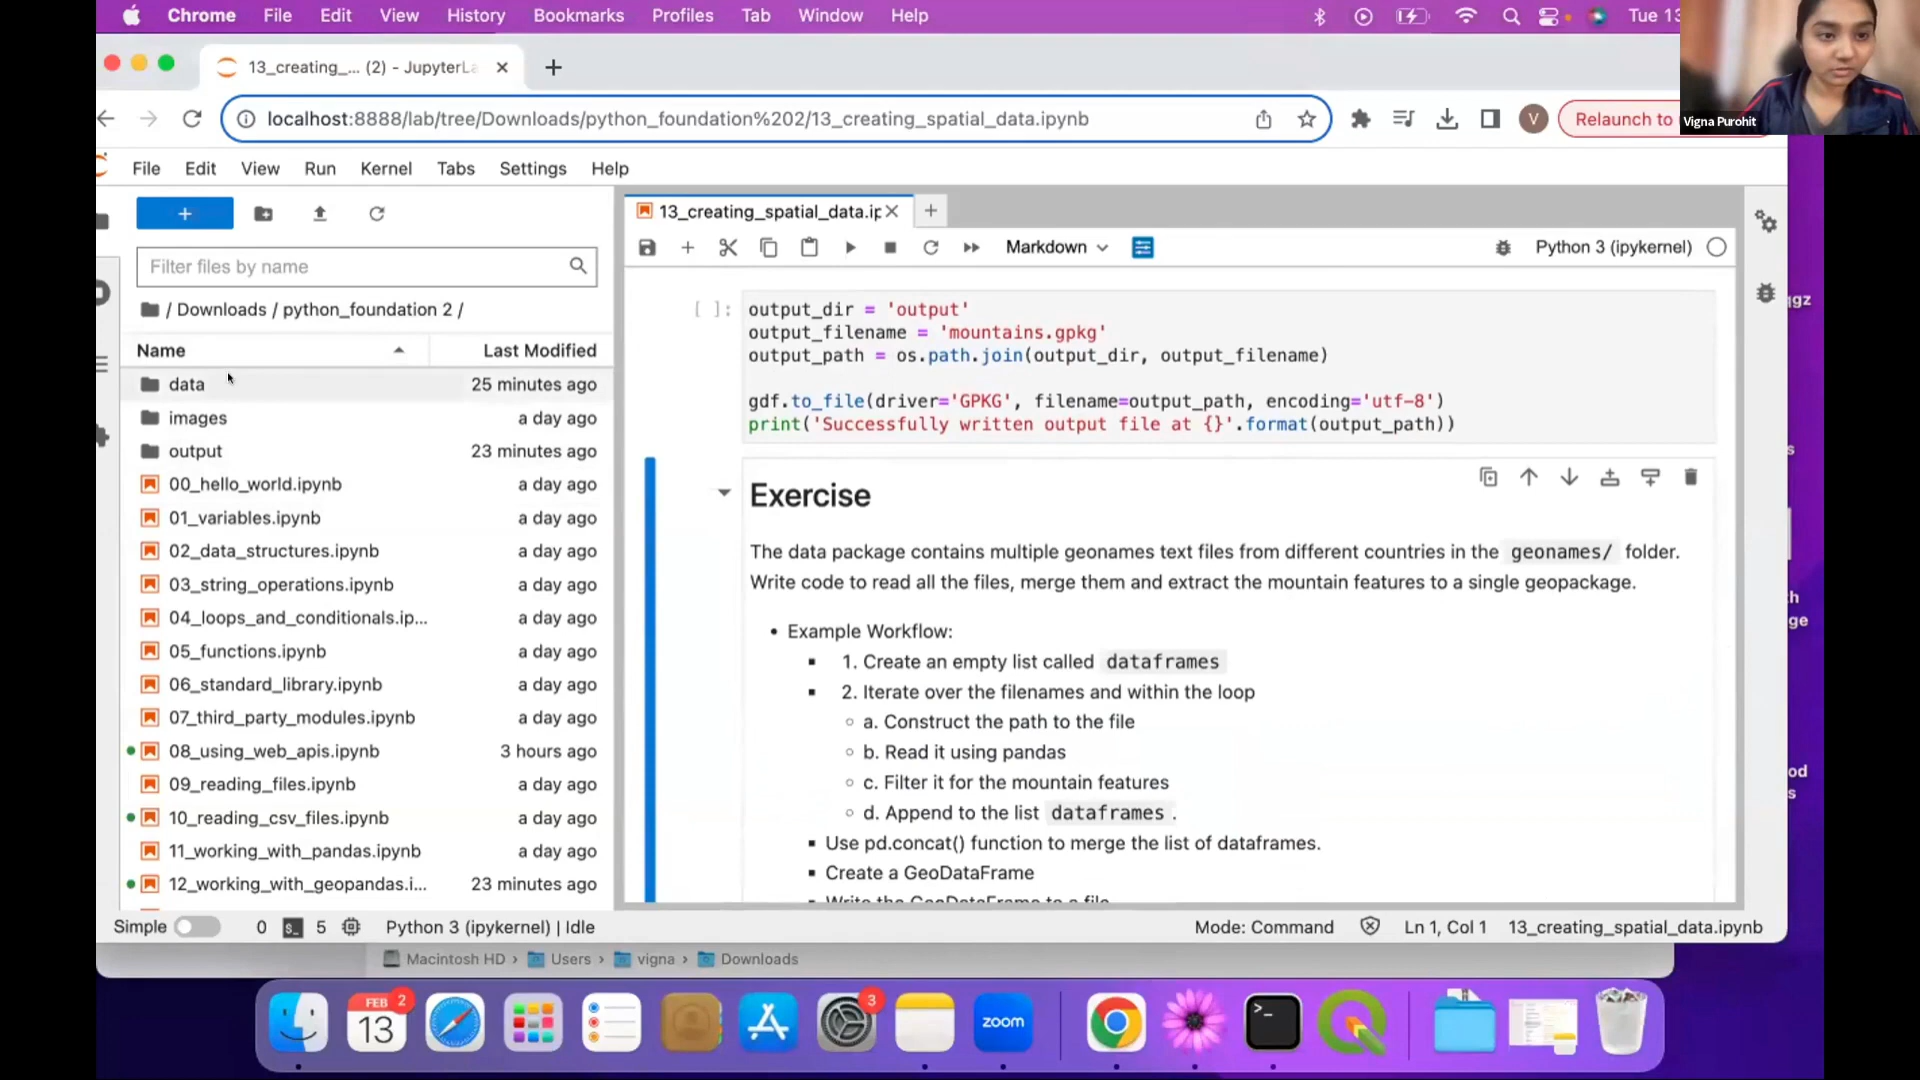 Chrome File Edit View History Bookmarks Profiles Tab Window Help Tue 13
13_creating_... (2) - JupyterLa
localhost:8888/lab/tree/Downloads/python_foundation%202/13_creating_spatial_data.ipynb
V
Relaunch to
Vigna Purohit
File Edit View Run Kernel Tabs Settings Help
Filter files by name
/ Downloads / python_foundation 2 /
Name Last Modified
data 25 minutes ago
images a day ago
output 23 minutes ago
00_hello_world.ipynb a day ago
01_variables.ipynb a day ago
02_data_structures.ipynb a day ago
03_string_operations.ipynb a day ago
04_loops_and_conditionals.ip... a day ago
05_functions.ipynb a day ago
06_standard_library.ipynb a day ago
07_third_party_modules.ipynb a day ago
08_using_web_apis.ipynb 3 hours ago
09_reading_files.ipynb a day ago
10_reading_csv_files.ipynb a day ago
11_working_with_pandas.ipynb a day ago
12_working_with_geopandas.i... 23 minutes ago
13_creating_spatial_data.ip
Markdown
Python 3 (ipykernel)
[ ]:
output_dir = 'output'
output_filename = 'mountains.gpkg'
output_path = os.path.join(output_dir, output_filename)
gdf.to_file(driver='GPKG', filename=output_path, encoding='utf-8')
print('Successfully written output file at {}'.format(output_path))
Exercise
The data package contains multiple geonames text files from different countries in the geonames/ folder.
Write code to read all the files, merge them and extract the mountain features to a single geopackage.
• Example Workflow:
▪ 1. Create an empty list called dataframes
▪ 2. Iterate over the filenames and within the loop
◦ a. Construct the path to the file
◦ b. Read it using pandas
◦ c. Filter it for the mountain features
◦ d. Append to the list dataframes .
▪ Use pd.concat() function to merge the list of dataframes.
▪ Create a GeoDataFrame
▪ Write the GeoDataFrame to a file
Simple 0 5 Python 3 (ipykernel) | Idle
Mode: Command Ln 1, Col 1 13_creating_spatial_data.ipynb
Macintosh HD › Users › vigna › Downloads
FEB 2
13
3
zoom